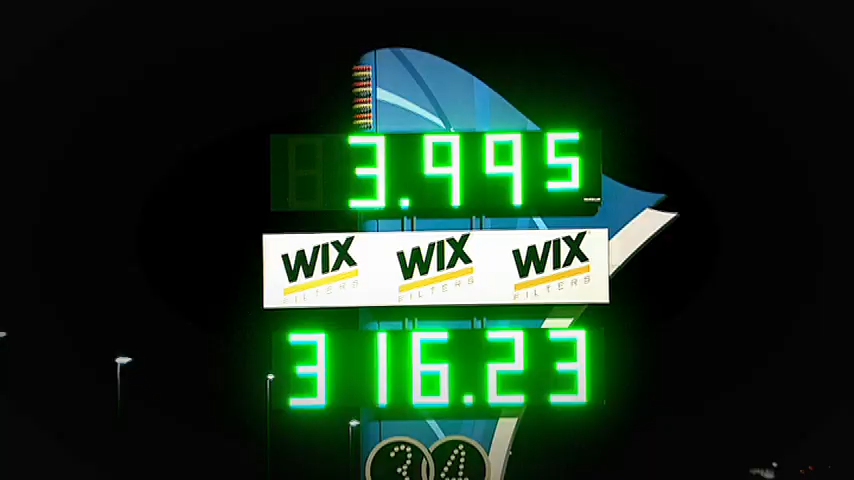 3.995
WIX WIX WIX
FILTERS FILTERS FILTERS
316.23
34